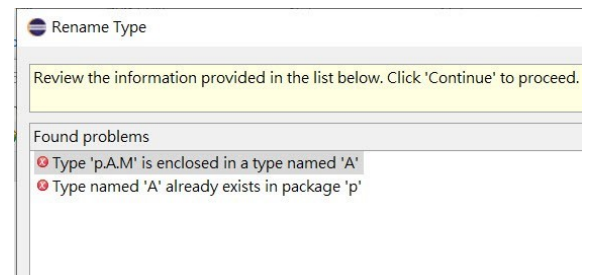 Rename Type
Review the information provided in the list below. Click 'Continue' to proceed.
Found problems
Type 'p.A.M' is enclosed in a type named 'A'
Type named 'A' already exists in package 'p'